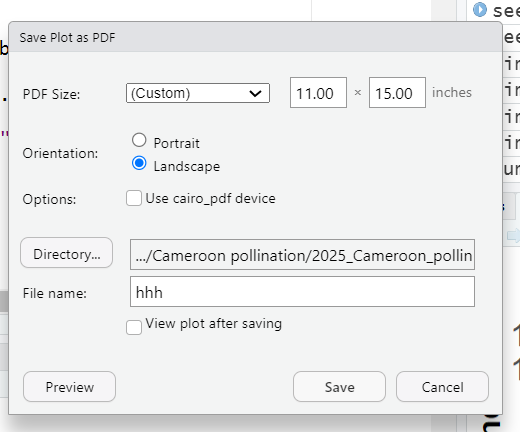 Save Plot as PDF
PDF Size: (Custom) 11.00 × 15.00 inches
Orientation: Portrait
Landscape
Options: Use cairo_pdf device
Directory... .../Cameroon pollination/2025_Cameroon_pollin
File name: hhh
View plot after saving
Preview Save Cancel